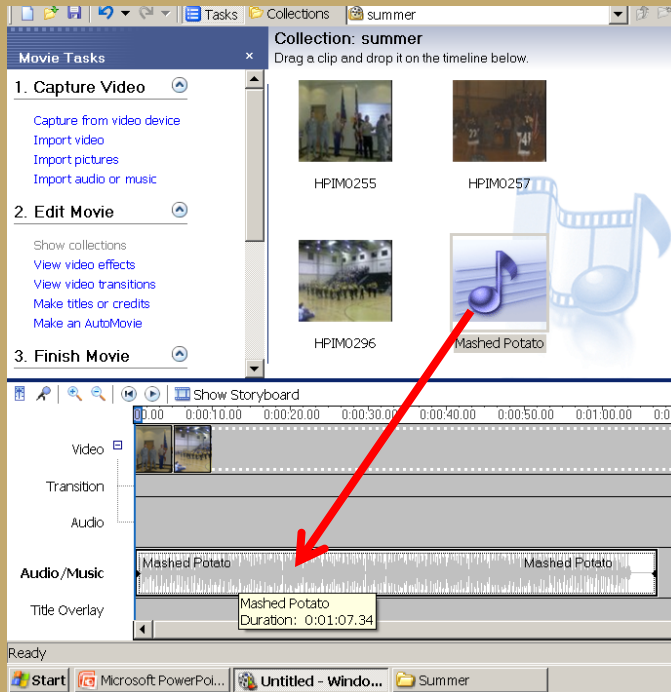 Tasks Collections summer
Movie Tasks ×
Collection: summer
Drag a clip and drop it on the timeline below.
1. Capture Video
Capture from video device
Import video
Import pictures
Import audio or music
2. Edit Movie
Show collections
View video effects
View video transitions
Make titles or credits
Make an AutoMovie
3. Finish Movie
HPIM0255
HPIM0257
HPIM0296
Mashed Potato
Show Storyboard
0:00:10.00 0:00:20.00 0:00:30.00 0:00:40.00 0:00:50.00 0:01:00.00
Video
Transition
Audio
Audio/Music
Mashed Potato Mashed Potato
Title Overlay
Mashed Potato
Duration: 0:01:07.34
Ready
Start Microsoft PowerPoi... Untitled - Windo... Summer